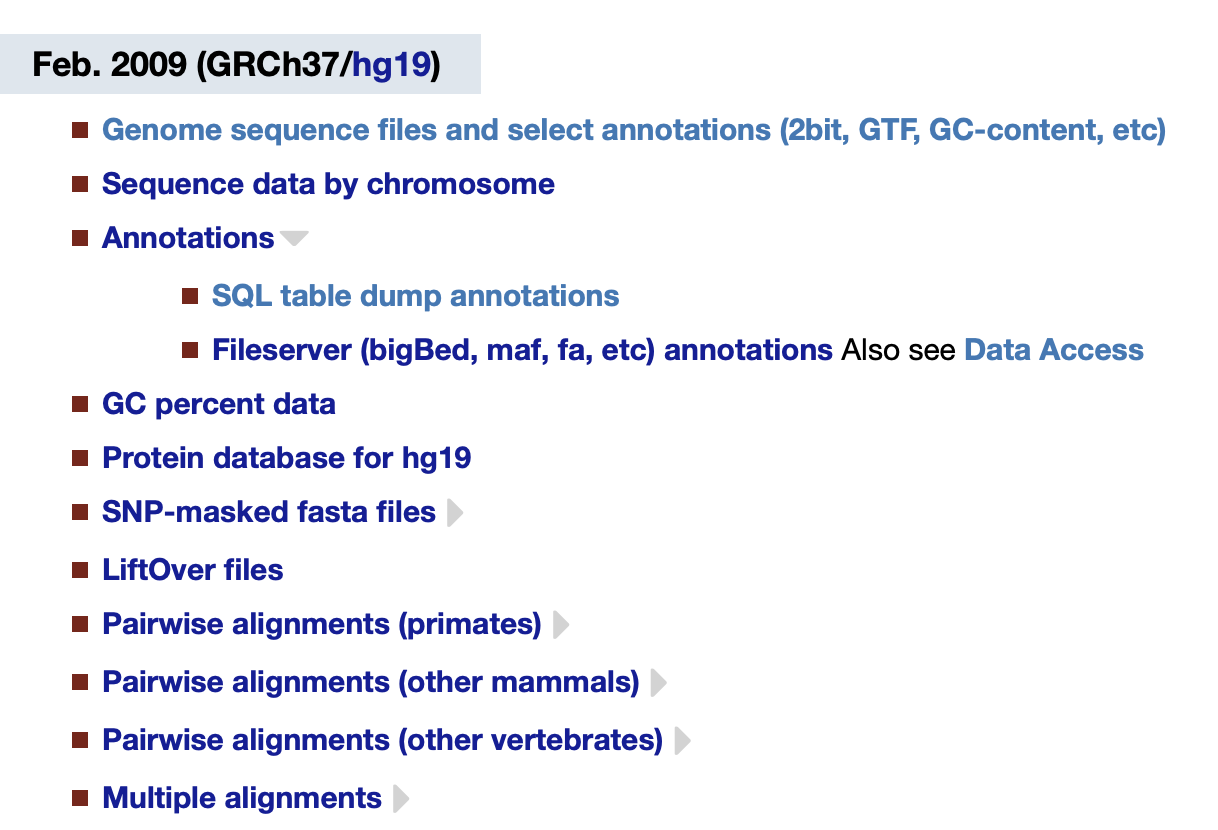 Feb. 2009 (GRCh37/hg19)
Genome sequence files and select annotations (2bit, GTF, GC-content, etc)
Sequence data by chromosome
Annotations
SQL table dump annotations
Fileserver (bigBed, maf, fa, etc) annotations Also see Data Access
GC percent data
Protein database for hg19
SNP-masked fasta files
LiftOver files
Pairwise alignments (primates)
Pairwise alignments (other mammals)
Pairwise alignments (other vertebrates)
Multiple alignments